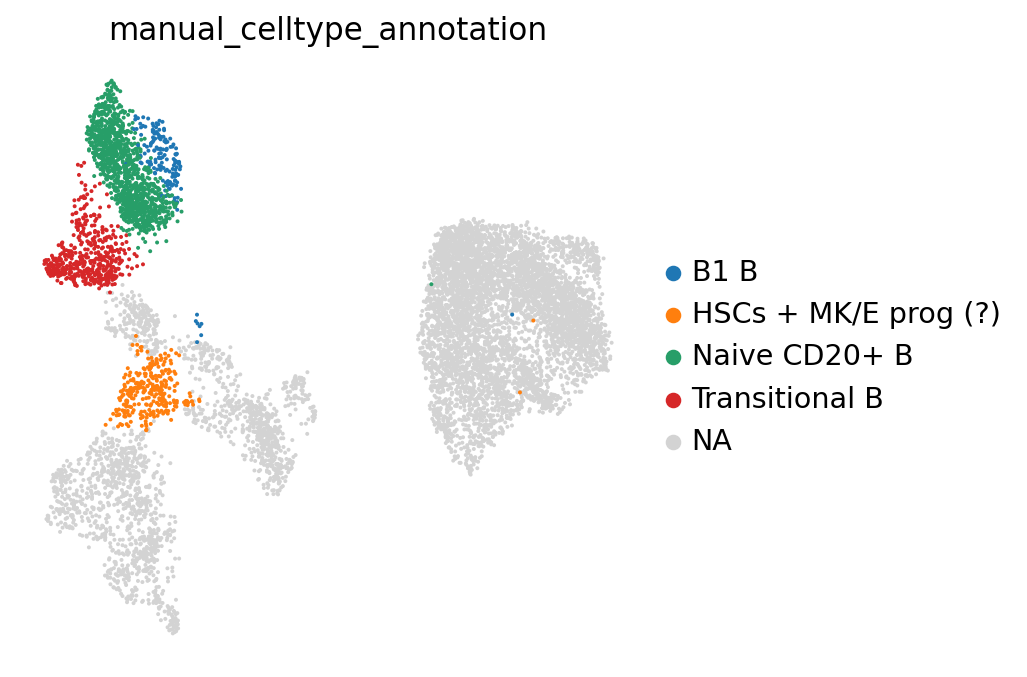 manual_celltype_annotation
B1 B
HSCs + MK/E prog (?)
Naive CD20+ B
Transitional B
NA